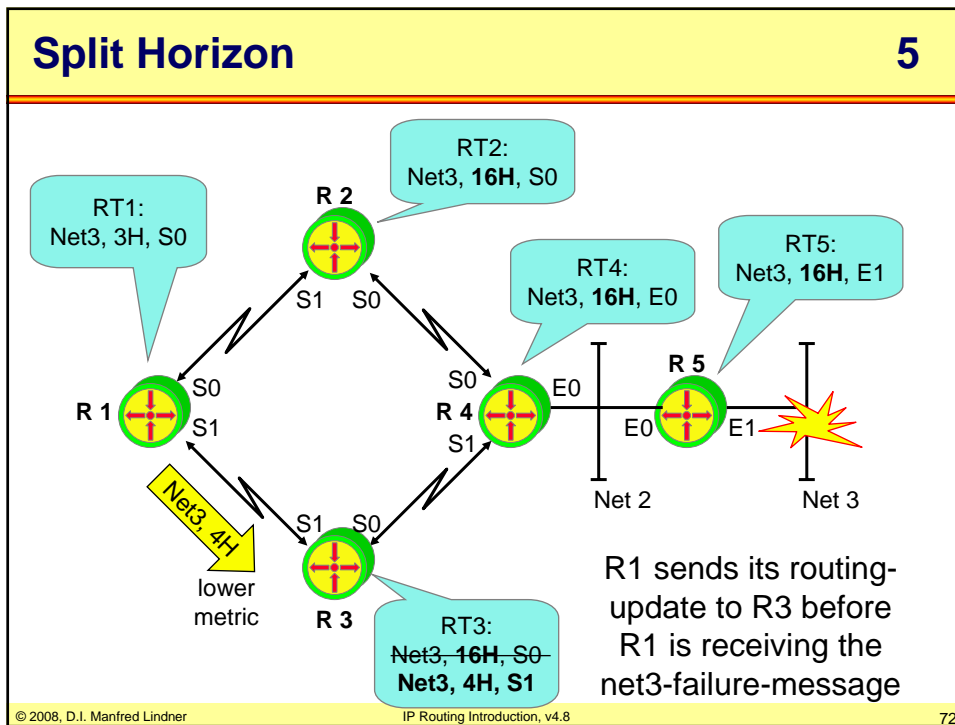 Split Horizon 5
RT2:
Net3, 16H, S0
R 2
RT1:
Net3, 3H, S0
RT4:
Net3, 16H, E0
RT5:
Net3, 16H, E1
S1 S0
R 1
S0
S1
S0
R 4
S1
E0
R 5
E0
E1
Net 2
Net 3
Net3, 4H
lower
metric
S1 S0
R 3
RT3:
Net3, 16H, S0
Net3, 4H, S1
R1 sends its routing-
update to R3 before
R1 is receiving the
net3-failure-message
© 2008, D.I. Manfred Lindner
IP Routing Introduction, v4.8
72